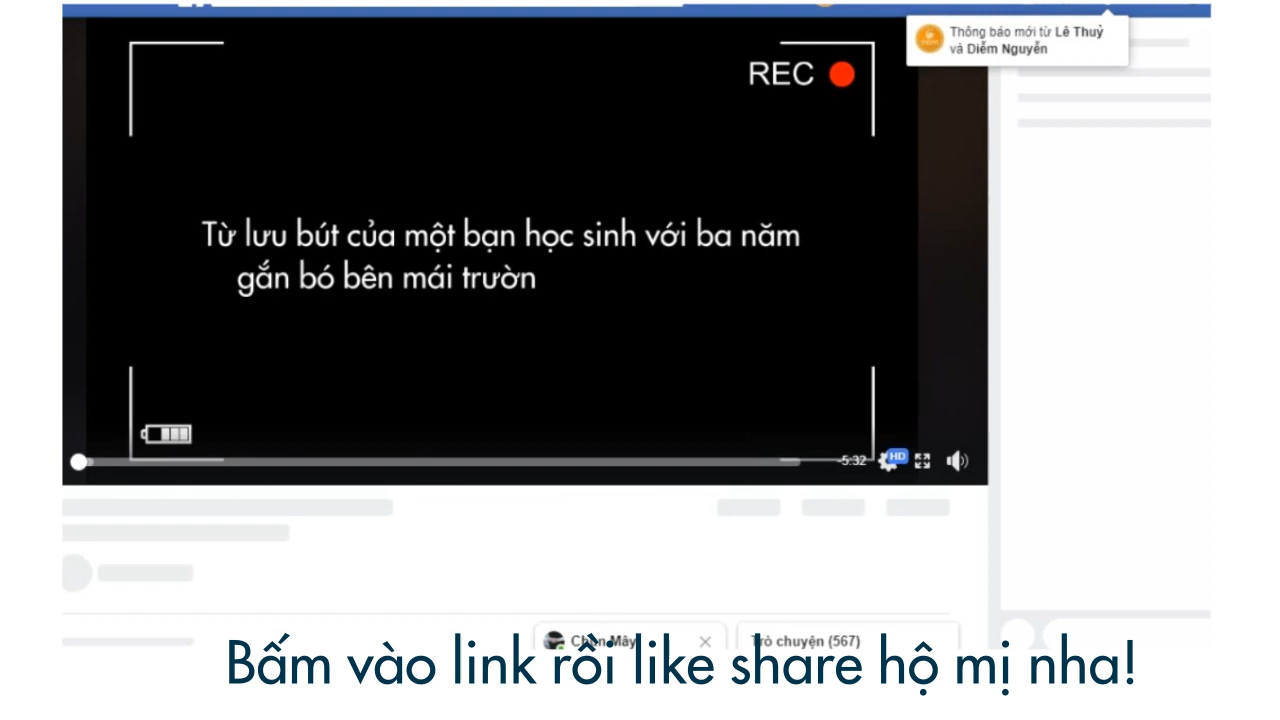 Thông báo mới từ Lê Thuỷ
và Diễm Nguyễn
REC
Từ lưu bút của một bạn học sinh với ba năm
gắn bó bên mái trườn
-5:32
HD
Trò chuyện (567)
Bấm vào link rồi like share hộ mị nha!